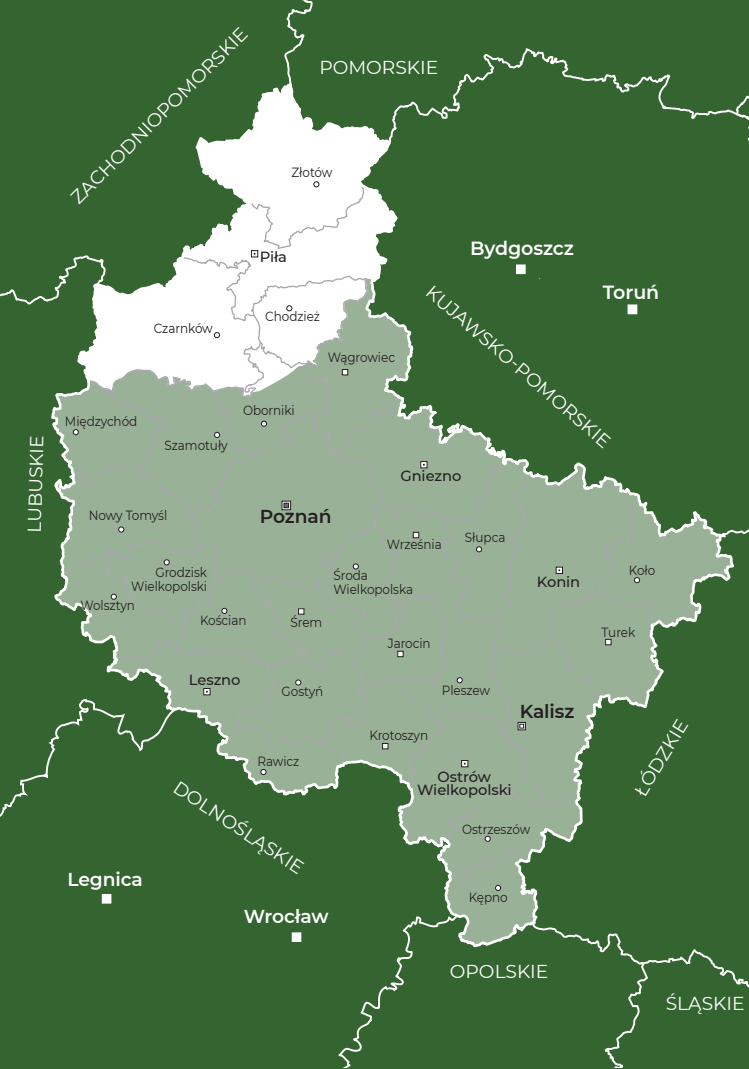 ZACHODNIOPOMORSKIE
POMORSKIE
Złotów
Piła
Bydgoszcz
Toruń
Chodzież
Czarnków
KUJAWSKO-POMORSKIE
Wągrowiec
Międzychód
Oborniki
Szamotuły
LUBUSKIE
Gniezno
Poznań
Nowy Tomyśl
Września
Słupca
Grodzisk
Wielkopolski
Środa
Wielkopolska
Konin
Koło
Wolsztyn
Kościan
Śrem
Turek
Jarocin
Leszno
Gostyń
Pleszew
Kalisz
Krotoszyn
ŁÓDZKIE
Rawicz
Ostrów
Wielkopolski
DOLNOŚLĄSKIE
Ostrzeszów
Legnica
Kępno
Wrocław
OPOLSKIE
ŚLĄSKIE